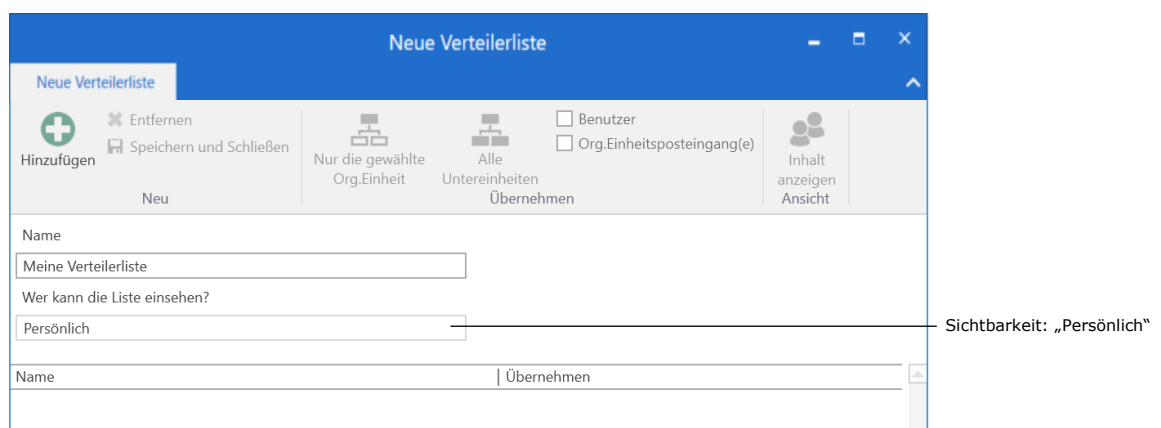 Neue Verteilerliste
Neue Verteilerliste
Hinzufügen
Entfernen
Speichern und Schließen
Neu
Nur die gewählte
Org.Einheit
Alle
Untereinheiten
Benutzer
Org.Einheitsposteingang(e)
Übernehmen
Inhalt
anzeigen
Ansicht
Name
Meine Verteilerliste
Wer kann die Liste einsehen?
Persönlich
Sichtbarkeit: „Persönlich“
Name
Übernehmen